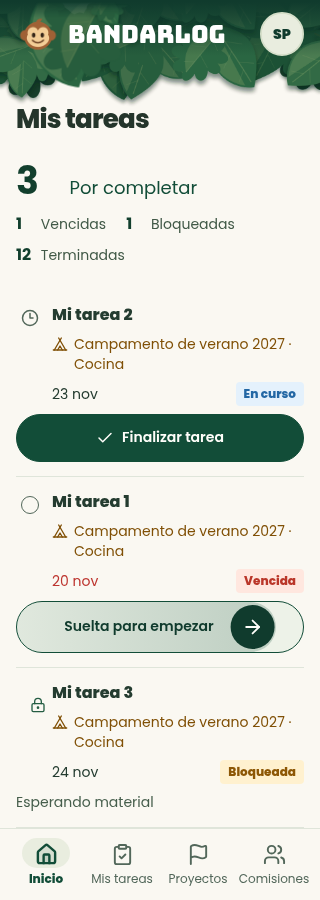 BANDARLOG
SP
Mis tareas
3 Por completar
1 Vencidas 1 Bloqueadas
12 Terminadas
Mi tarea 2
Campamento de verano 2027 ·
Cocina
23 nov En curso
Finalizar tarea
Mi tarea 1
Campamento de verano 2027 ·
Cocina
20 nov Vencida
Suelta para empezar
Mi tarea 3
Campamento de verano 2027 ·
Cocina
24 nov Bloqueada
Esperando material
Inicio Mis tareas Proyectos Comisiones